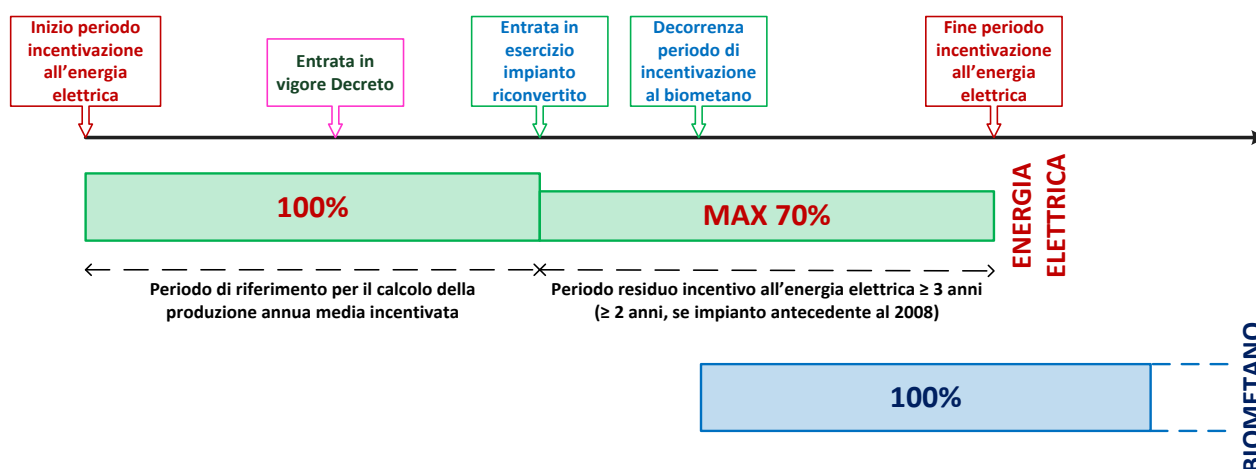 Inizio periodo
incentivazione
all'energia
elettrica
Entrata in
vigore Decreto
Entrata in
esercizio
impianto
riconvertito
Decorrenza
periodo di
incentivazione
al biometano
Fine periodo
incentivazione
all'energia
elettrica
100%
MAX 70%
ENERGIA
ELETTRICA
Periodo di riferimento per il calcolo della
produzione annua media incentivata
Periodo residuo incentivo all'energia elettrica ≥ 3 anni
(≥ 2 anni, se impianto antecedente al 2008)
100%
BIOMETANO